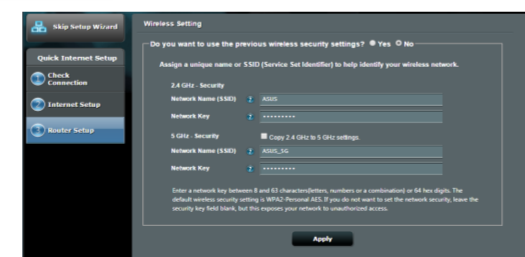 Skip Setup Wizard
Quick Internet Setup
1 Check Connection
2 Internet Setup
3 Router Setup
Wireless Setting
Do you want to use the previous wireless security settings? Yes No
Assign a unique name or SSID (Service Set Identifier) to help identify your wireless network.
2.4 GHz - Security
Network Name (SSID) ASUS
Network Key •••••••••
5 GHz - Security Copy 2.4 GHz to 5 GHz settings.
Network Name (SSID) ASUS_5G
Network Key •••••••••
Enter a network key between 8 and 63 characters(letters, numbers or a combination) or 64 hex digits. The
default wireless security setting is WPA2-Personal AES. If you do not want to set the network security, leave the
security key field blank, but this exposes your network to unauthorized access.
Apply